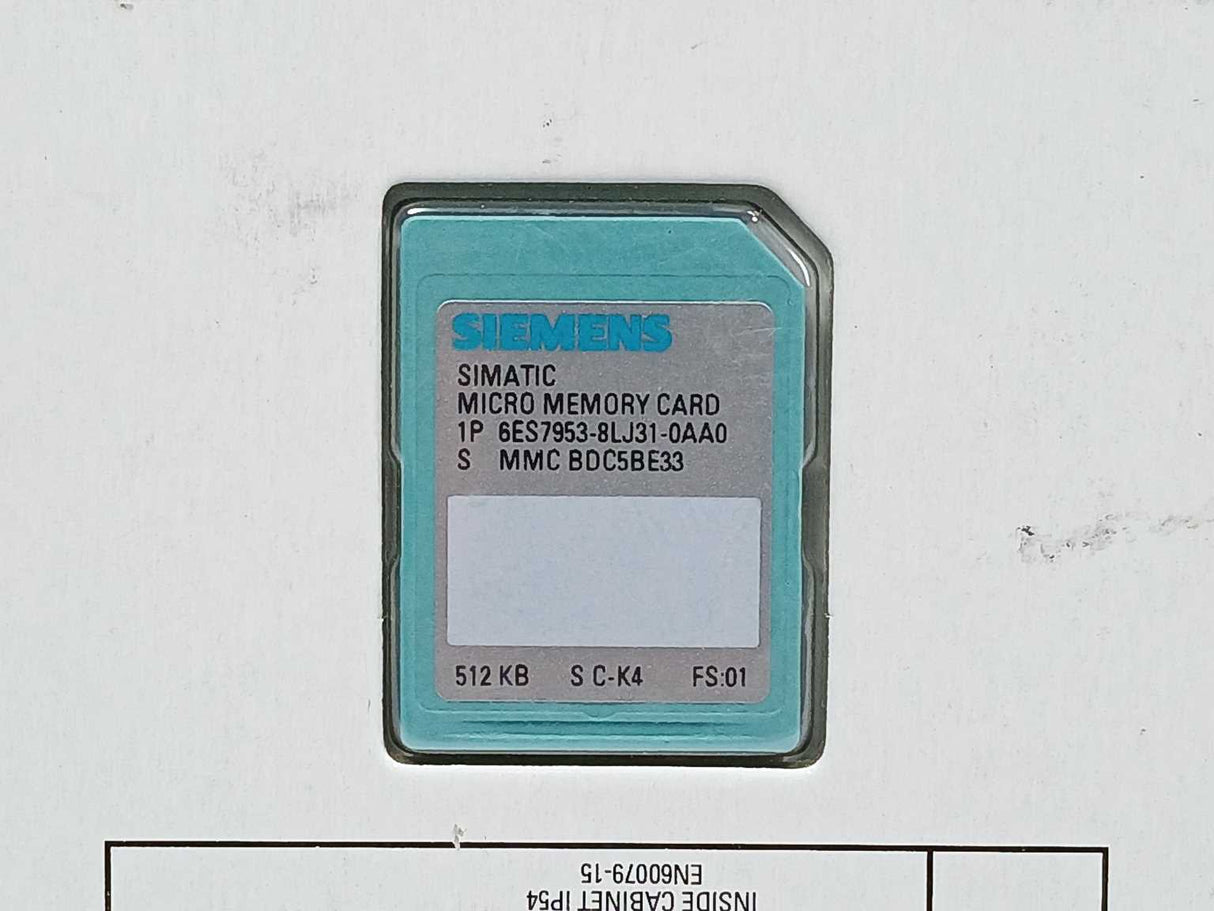 SIEMENS
SIMATIC
MICRO MEMORY CARD
1P 6ES7953-8LJ31-0AA0
S MMC BDC5BE33
512 KB S C-K4 FS:01
EN60079-15
INSIDE CABINET IP54